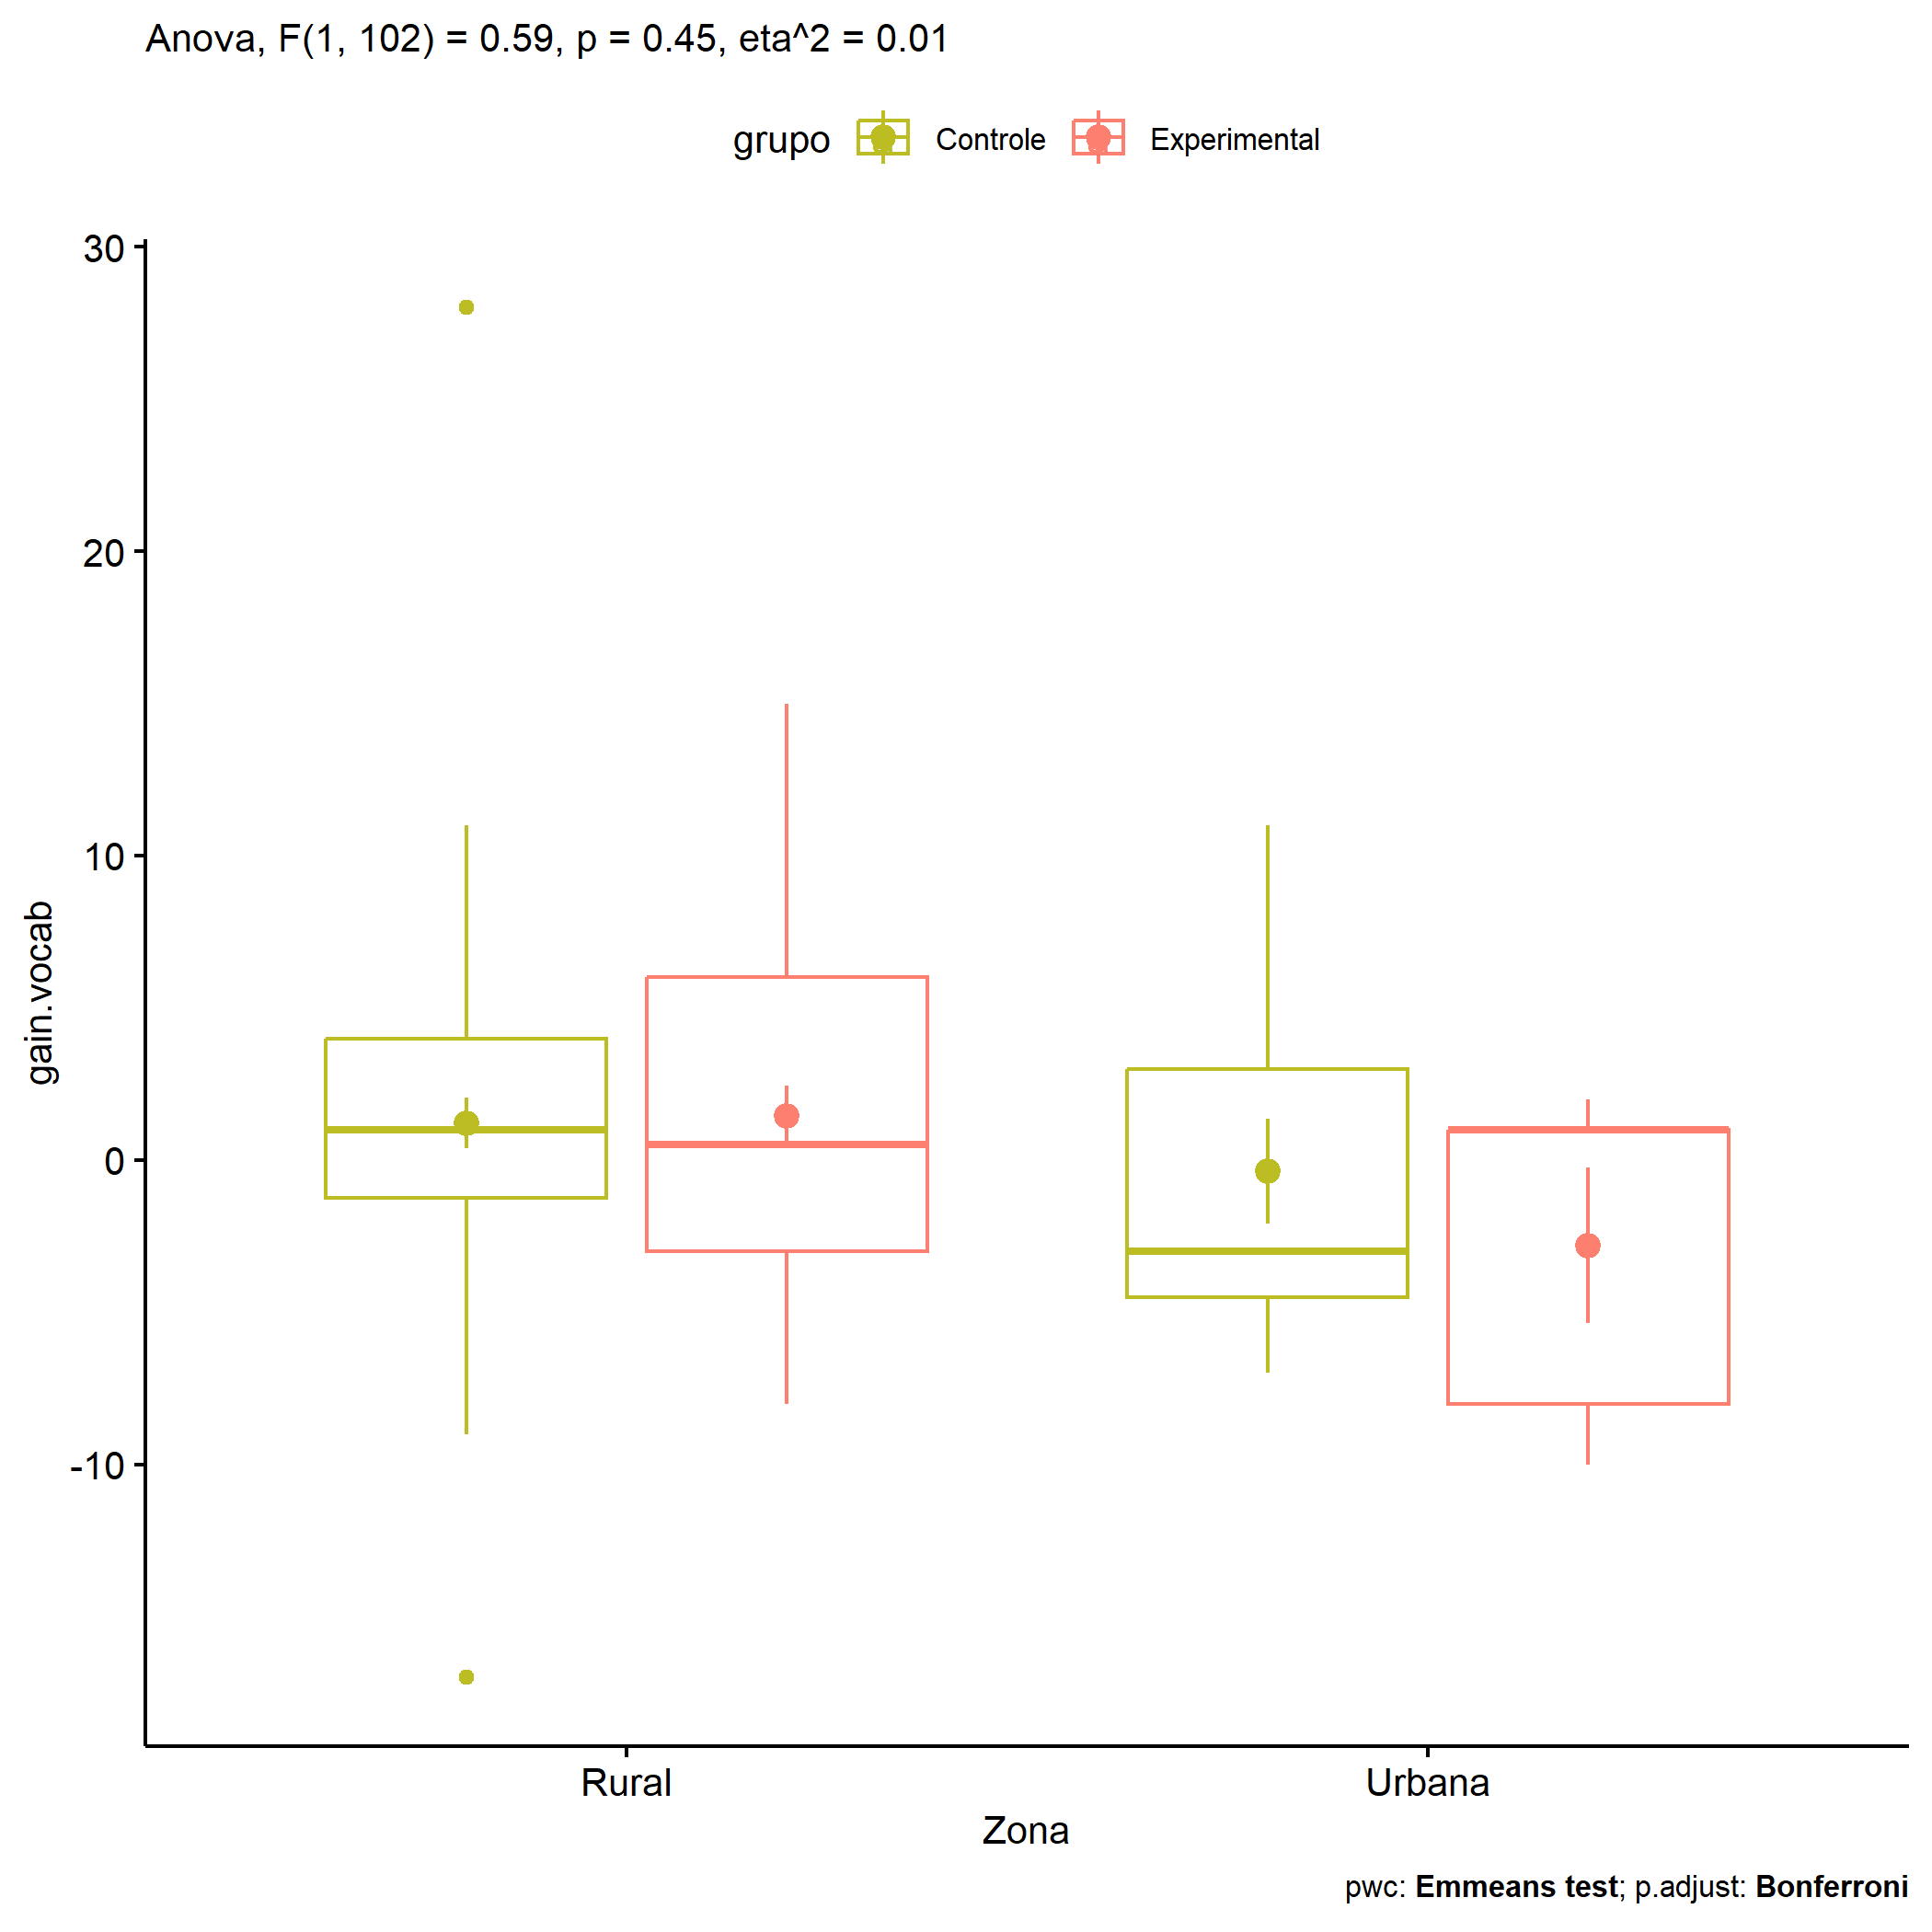 Anova, F(1, 102) = 0.59, p = 0.45, eta^2 = 0.01
grupo Controle Experimental
30
20
10
0
-10
gain.vocab
Rural Urbana
Zona
pwc: Emmeans test; p.adjust: Bonferroni